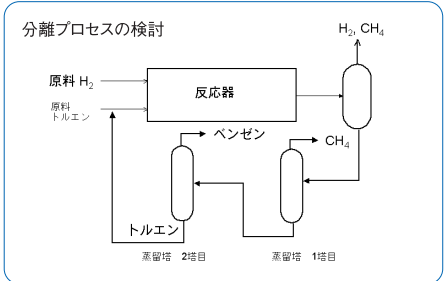 分離プロセスの検討
H2, CH4
原料 H2
反応器
原料
トルエン
ベンゼン
CH4
トルエン
蒸留塔 2塔目
蒸留塔 1塔目